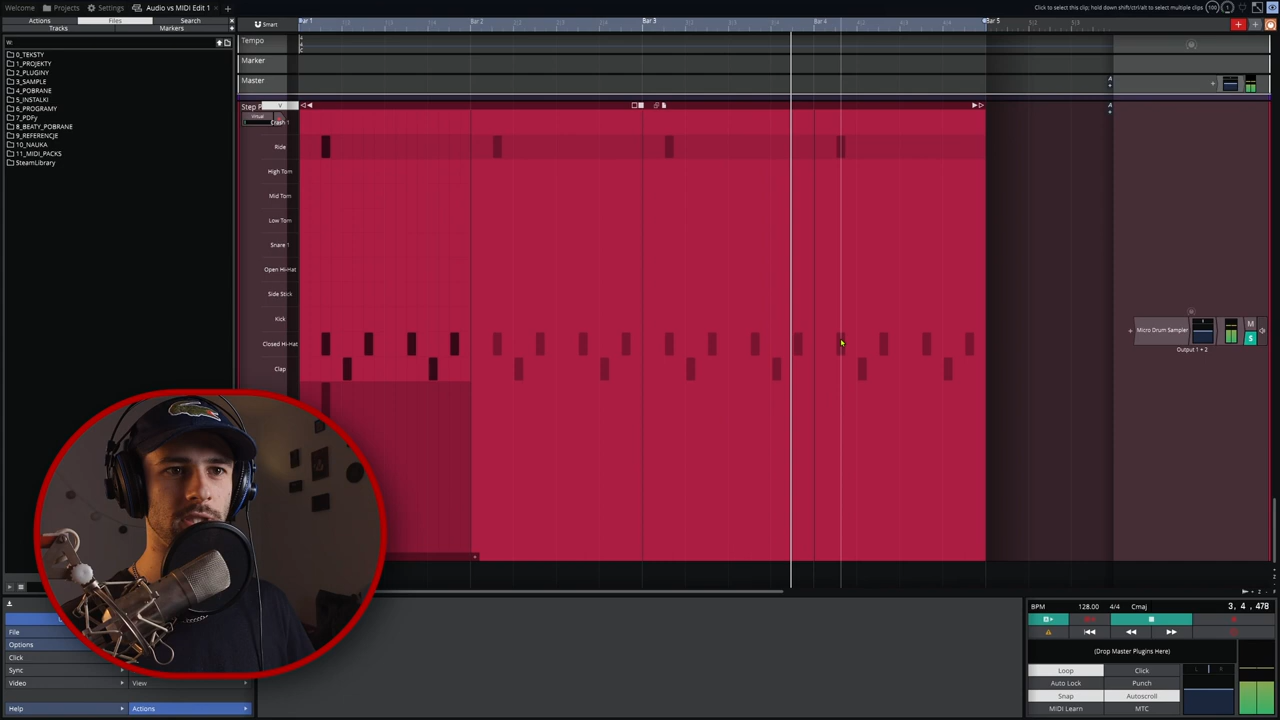 Welcome Projects Settings Audio vs MIDI Edit 1 +
Click to select this clip; hold down shift/ctrl/alt to select multiple clips
Actions Files Search
Tracks Markers
Smart
Bar 1 Bar 2 Bar 3 Bar 4 Bar 5
W:
0_TEKSTY
1_PROJEKTY
2_PLUGINY
3_SAMPLE
4_POBRANE
5_INSTALKI
6_PROGRAMY
7_PDFy
8_BEATY_POBRANE
9_REFERENCJE
10_NAUKA
11_MIDI_PACKS
SteamLibrary
Tempo
Marker
Master
Step
Virtual
Crash 1
Ride
High Tom
Mid Tom
Low Tom
Snare 1
Open Hi-Hat
Side Stick
Kick
Closed Hi-Hat
Clap
Micro Drum Sampler
M
S
Output 1 + 2
File
Options
Click
Sync
Video View
Help Actions
BPM 128.00 4/4 Cmaj 3, 4, 478
(Drop Master Plugins Here)
Loop Click
Auto Lock Punch
Snap Autoscroll
MIDI Learn MTC
L R